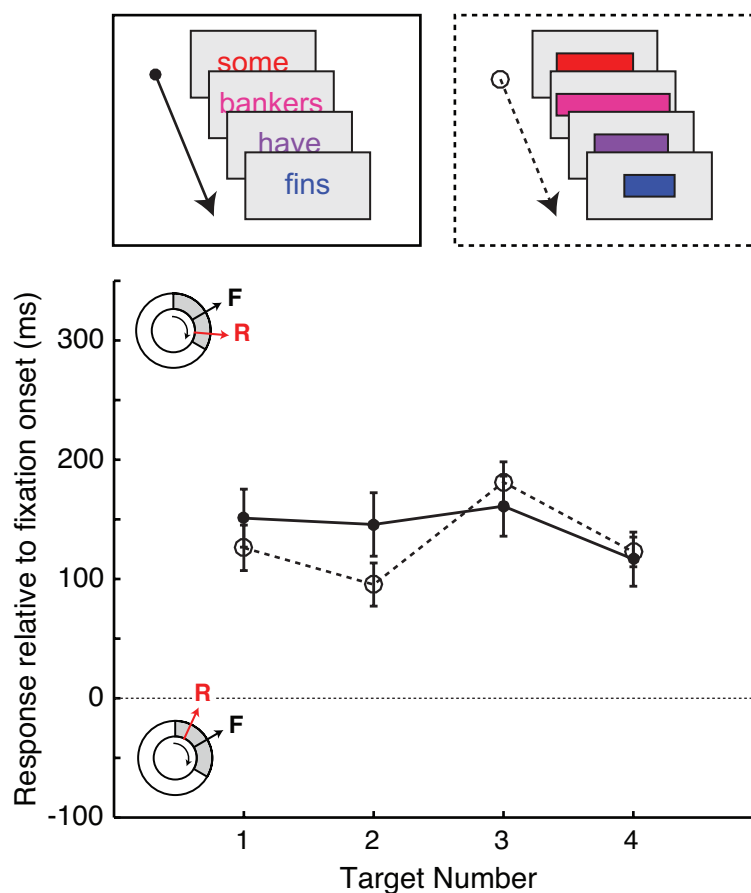 some
bankers
have
fins
Response relative to fixation onset (ms)
F
R
300
200
100
0
R
F
-100
1 2 3 4
Target Number